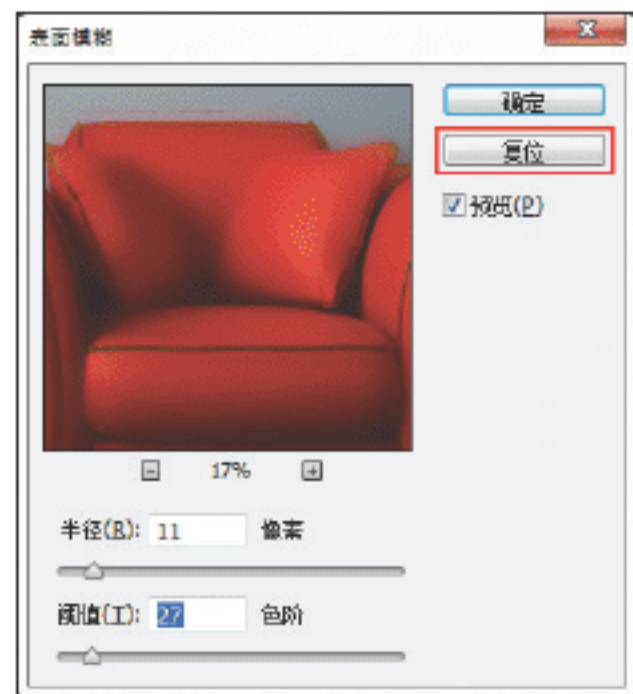 表面模糊
确定
复位
预览(P)
17%
半径(R): 11 像素
阈值(T): 27 色阶